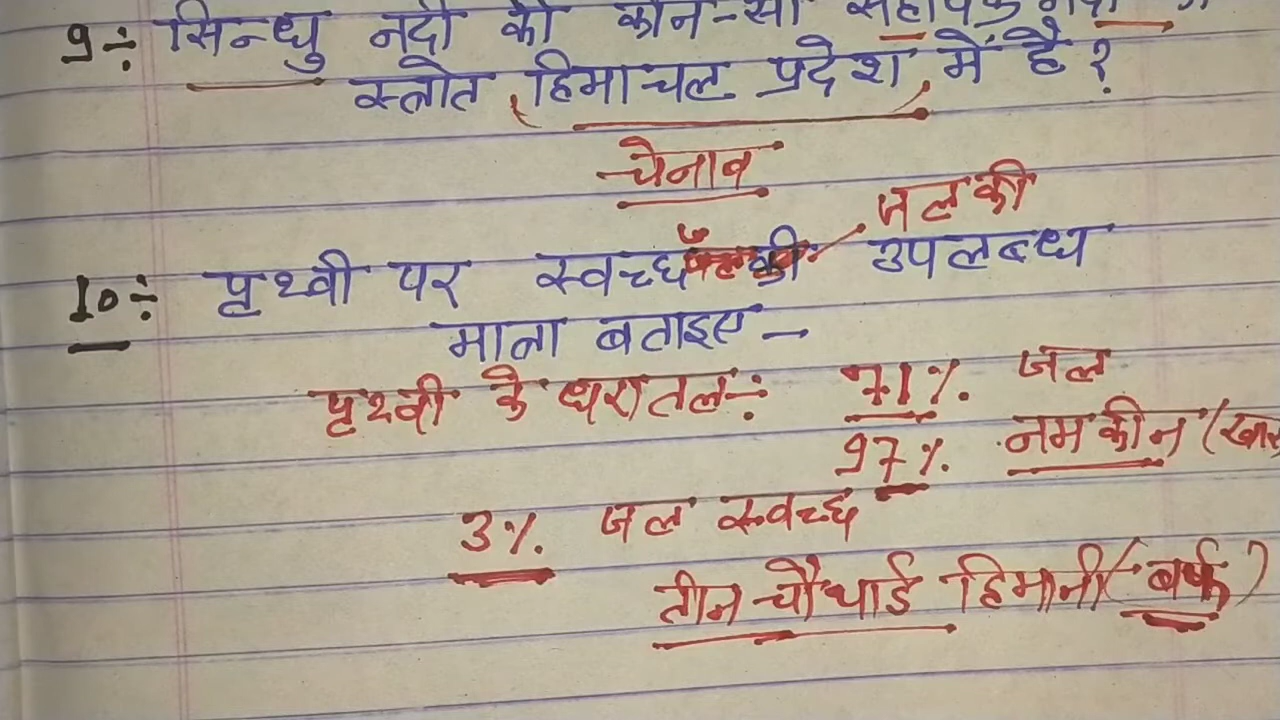 9÷ सिन्धु नदी की कौन-सी सहायक नदी
स्त्रोत (हिमाचल प्रदेश) में है?
चेनाब
जल की
10÷ पृथ्वी पर स्वच्छ की उपलब्ध
मात्रा बताइए -
पृथ्वी के धरातल÷ 71% जल
97% नमकीन (खारा
3% जल स्वच्छ
तीन चौथाई हिमानी (बर्फ)